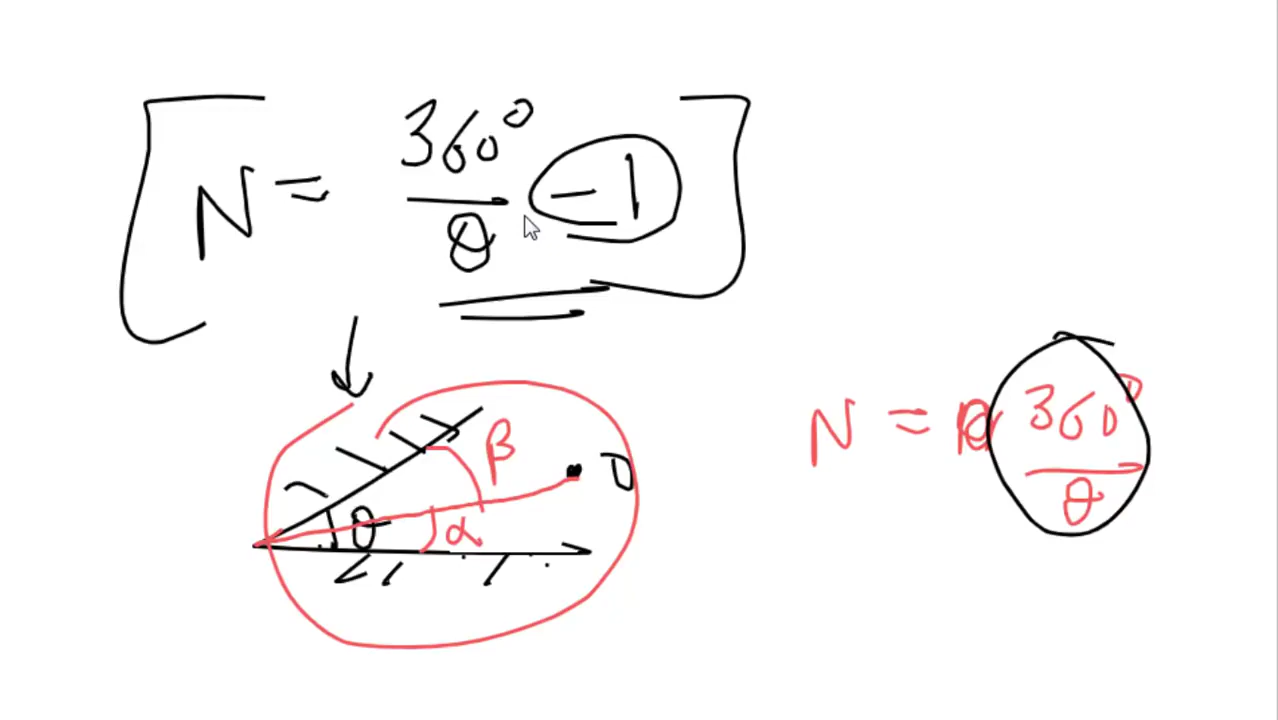 N = 360° / θ - 1
N = 360° / θ
β
O
θ
α